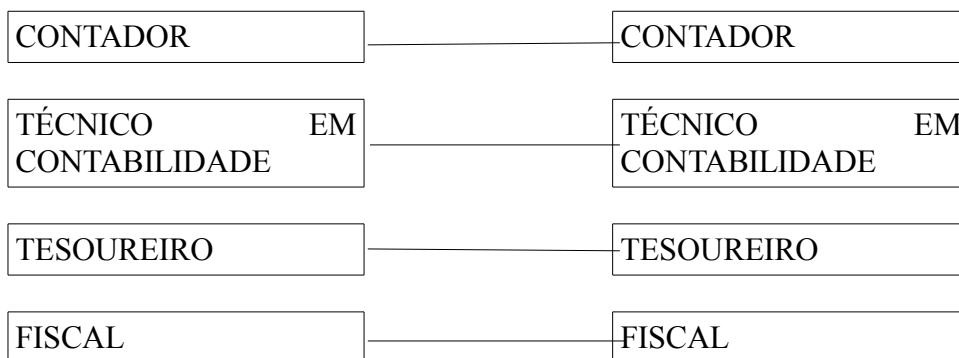 CONTADOR CONTADOR
TÉCNICO EM TÉCNICO EM
CONTABILIDADE CONTABILIDADE
TESOUREIRO TESOUREIRO
FISCAL FISCAL